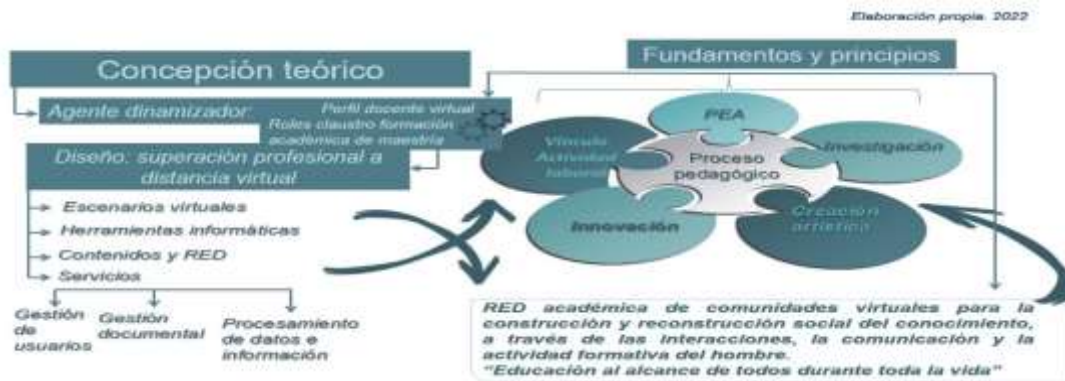 Elaboración propia 2022
Concepción teórico
Agente dinamizador:
Perfil docente virtual
Roles claustro formación
académica de maestría
Diseño: superación profesional a
distancia virtual
Escenarios virtuales
Herramientas informáticas
Contenidos y RED
Servicios
Gestión
de
usuarios
Gestión
documental
Procesamiento
de datos e
información
Fundamentos y principios
PEA
Vínculo
Actividad
laboral
Proceso
pedagógico
Investigación
Innovación
Creación
artística
RED académica de comunidades virtuales para la
construcción y reconstrucción social del conocimiento,
a través de las interacciones, la comunicación y la
actividad formativa del hombre.
"Educación al alcance de todos durante toda la vida"